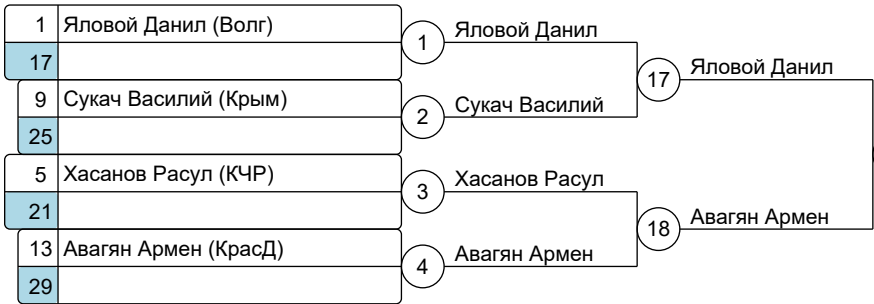 1 Яловой Данил (Волг)
17
9 Сукач Василий (Крым)
25
5 Хасанов Расул (КЧР)
21
13 Авагян Армен (КрасД)
29
1 Яловой Данил
2 Сукач Василий
3 Хасанов Расул
4 Авагян Армен
17 Яловой Данил
18 Авагян Армен